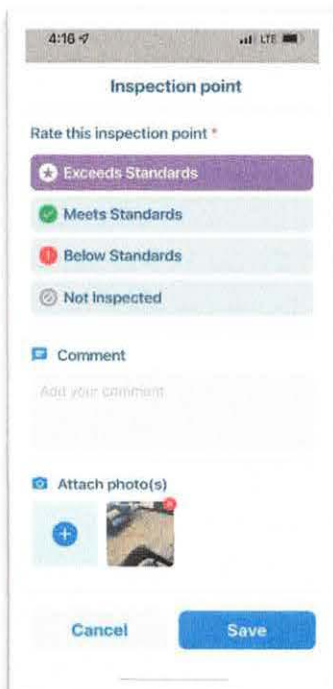 4:16
LTE
Inspection point
Rate this inspection point *
Exceeds Standards
Meets Standards
Below Standards
Not Inspected
Comment
Add your comment
Attach photo(s)
Cancel
Save